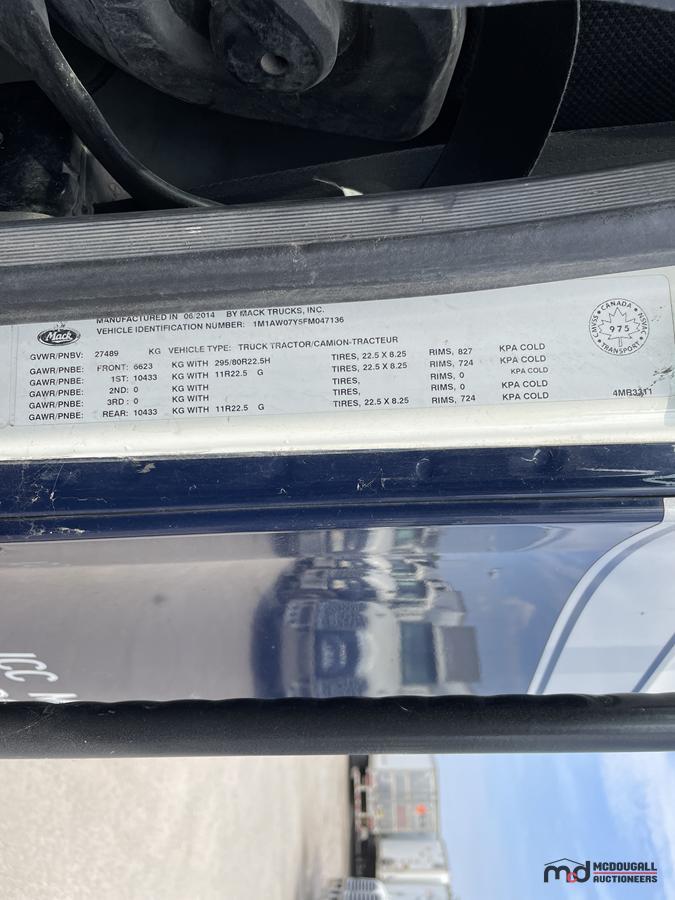 MANUFACTURED IN 06/2014 BY MACK TRUCKS, INC.
VEHICLE IDENTIFICATION NUMBER: 1M1AW07Y5FM047136
Mack
GVWR/PNBV: 27489 KG VEHICLE TYPE: TRUCK TRACTOR/CAMION-TRACTEUR
GAWR/PNBE: FRONT: 6623 KG WITH 295/80R22.5H TIRES, 22.5 X 8.25 RIMS, 827 KPA COLD
GAWR/PNBE: 1ST: 10433 KG WITH 11R22.5 G TIRES, 22.5 X 8.25 RIMS, 724 KPA COLD
GAWR/PNBE: 2ND: 0 KG WITH TIRES, RIMS, 0 KPA COLD
GAWR/PNBE: 3RD: 0 KG WITH TIRES, RIMS, 0 KPA COLD
GAWR/PNBE: REAR: 10433 KG WITH 11R22.5 G TIRES, 22.5 X 8.25 RIMS, 724 KPA COLD
CANADA
CMVSS 975 NSVAC
TRANSPORT
ICC
md MCDOUGALL
AUCTIONEERS